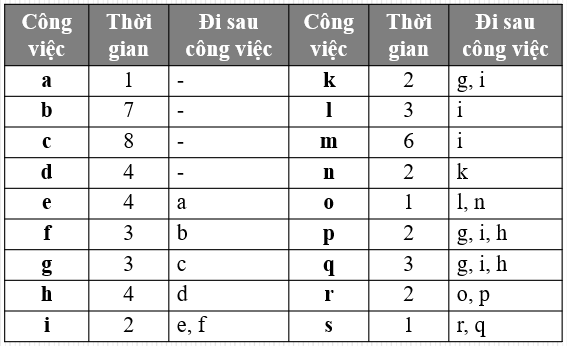 Công việc Thời gian Đi sau công việc Công việc Thời gian Đi sau công việc
a 1 - k 2 g, i
b 7 - l 3 i
c 8 - m 6 i
d 4 - n 2 k
e 4 a o 1 l, n
f 3 b p 2 g, i, h
g 3 c q 3 g, i, h
h 4 d r 2 o, p
i 2 e, f s 1 r, q